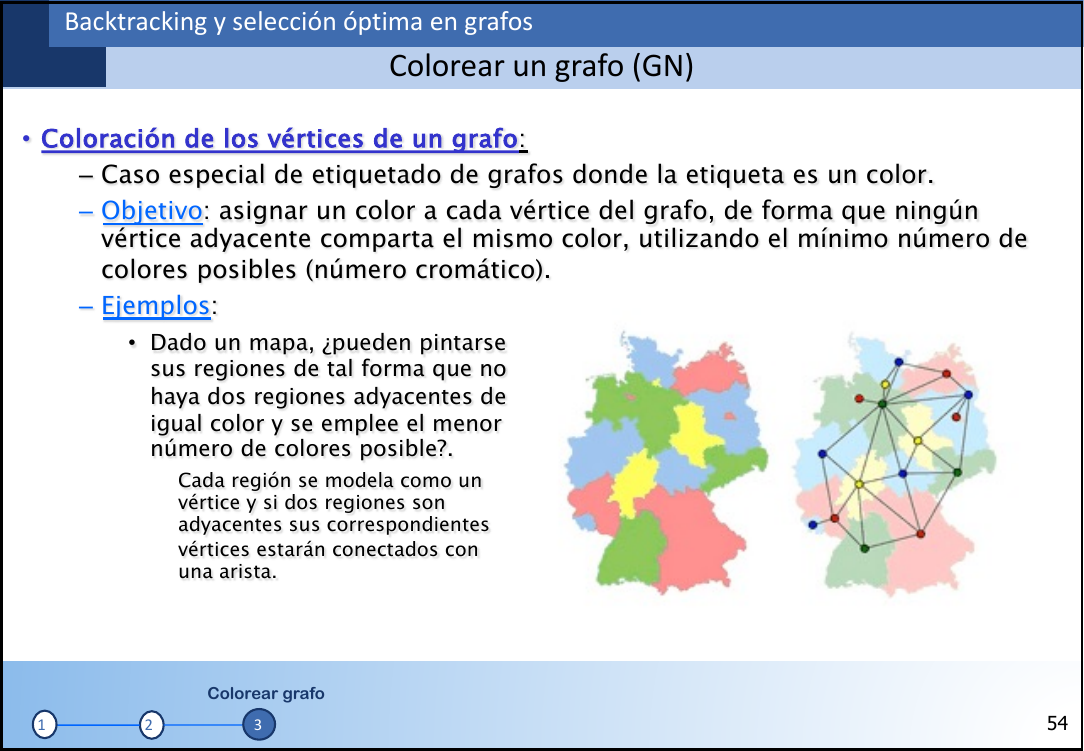 Backtracking y selección óptima en grafos
Colorear un grafo (GN)
• Coloración de los vértices de un grafo:
– Caso especial de etiquetado de grafos donde la etiqueta es un color.
– Objetivo: asignar un color a cada vértice del grafo, de forma que ningún
vértice adyacente comparta el mismo color, utilizando el mínimo número de
colores posibles (número cromático).
– Ejemplos:
• Dado un mapa, ¿pueden pintarse
sus regiones de tal forma que no
haya dos regiones adyacentes de
igual color y se emplee el menor
número de colores posible?.
Cada región se modela como un
vértice y si dos regiones son
adyacentes sus correspondientes
vértices estarán conectados con
una arista.
Colorear grafo
1 2 3
54